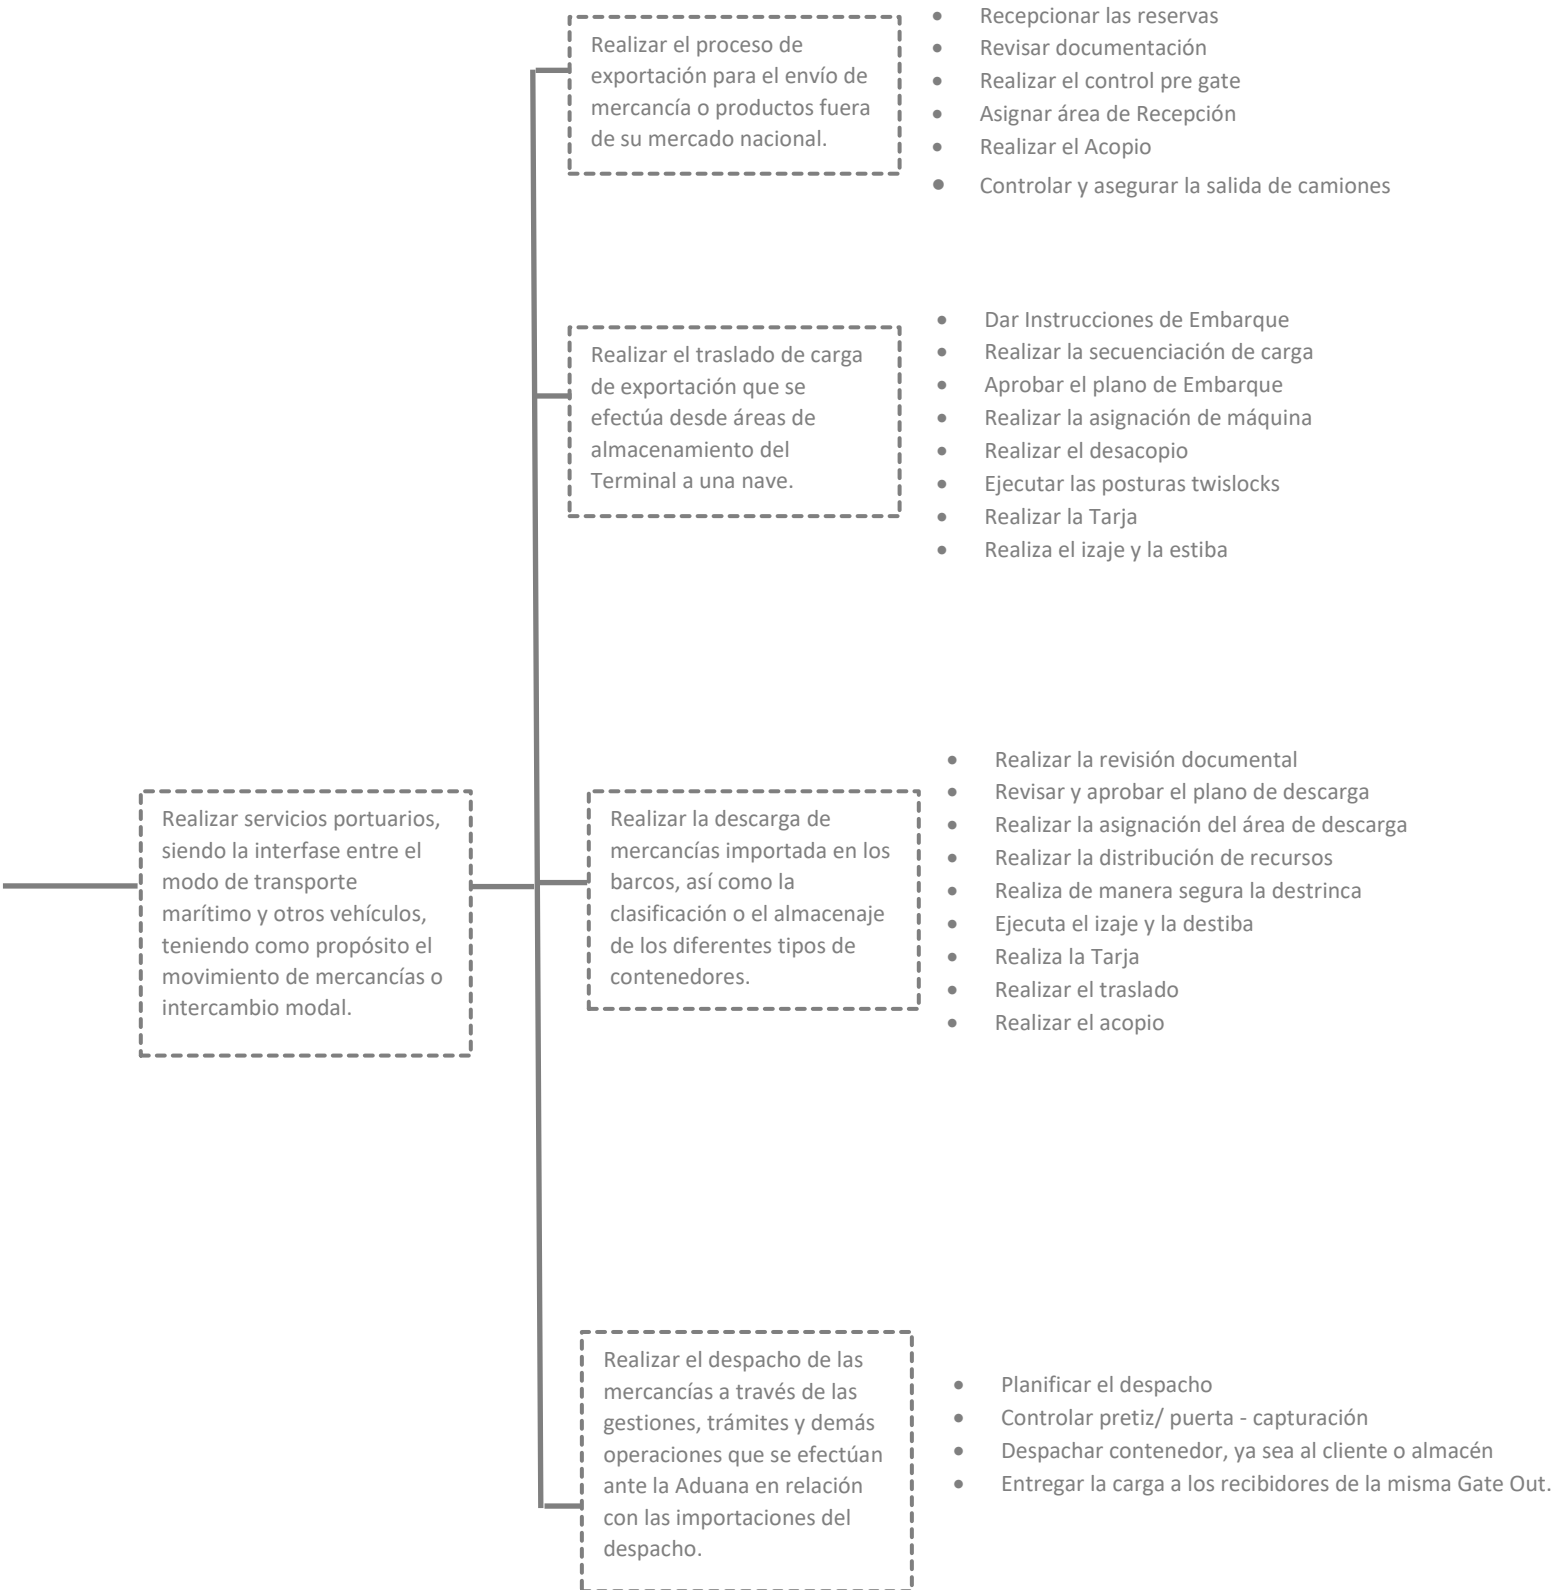 Realizar el proceso de
exportación para el envío de
mercancía o productos fuera
de su mercado nacional.
• Recepcionar las reservas
• Revisar documentación
• Realizar el control pre gate
• Asignar área de Recepción
• Realizar el Acopio
• Controlar y asegurar la salida de camiones
Realizar el traslado de carga
de exportación que se
efectúa desde áreas de
almacenamiento del
Terminal a una nave.
• Dar Instrucciones de Embarque
• Realizar la secuenciación de carga
• Aprobar el plano de Embarque
• Realizar la asignación de máquina
• Realizar el desacopio
• Ejecutar las posturas twislocks
• Realizar la Tarja
• Realiza el izaje y la estiba
Realizar servicios portuarios,
siendo la interfase entre el
modo de transporte
marítimo y otros vehículos,
teniendo como propósito el
movimiento de mercancías o
intercambio modal.
Realizar la descarga de
mercancías importada en los
barcos, así como la
clasificación o el almacenaje
de los diferentes tipos de
contenedores.
• Realizar la revisión documental
• Revisar y aprobar el plano de descarga
• Realizar la asignación del área de descarga
• Realizar la distribución de recursos
• Realiza de manera segura la destrinca
• Ejecuta el izaje y la destiba
• Realiza la Tarja
• Realizar el traslado
• Realizar el acopio
Realizar el despacho de las
mercancías a través de las
gestiones, trámites y demás
operaciones que se efectúan
ante la Aduana en relación
con las importaciones del
despacho.
• Planificar el despacho
• Controlar pretiz/ puerta - capturación
• Despachar contenedor, ya sea al cliente o almacén
• Entregar la carga a los recibidores de la misma Gate Out.